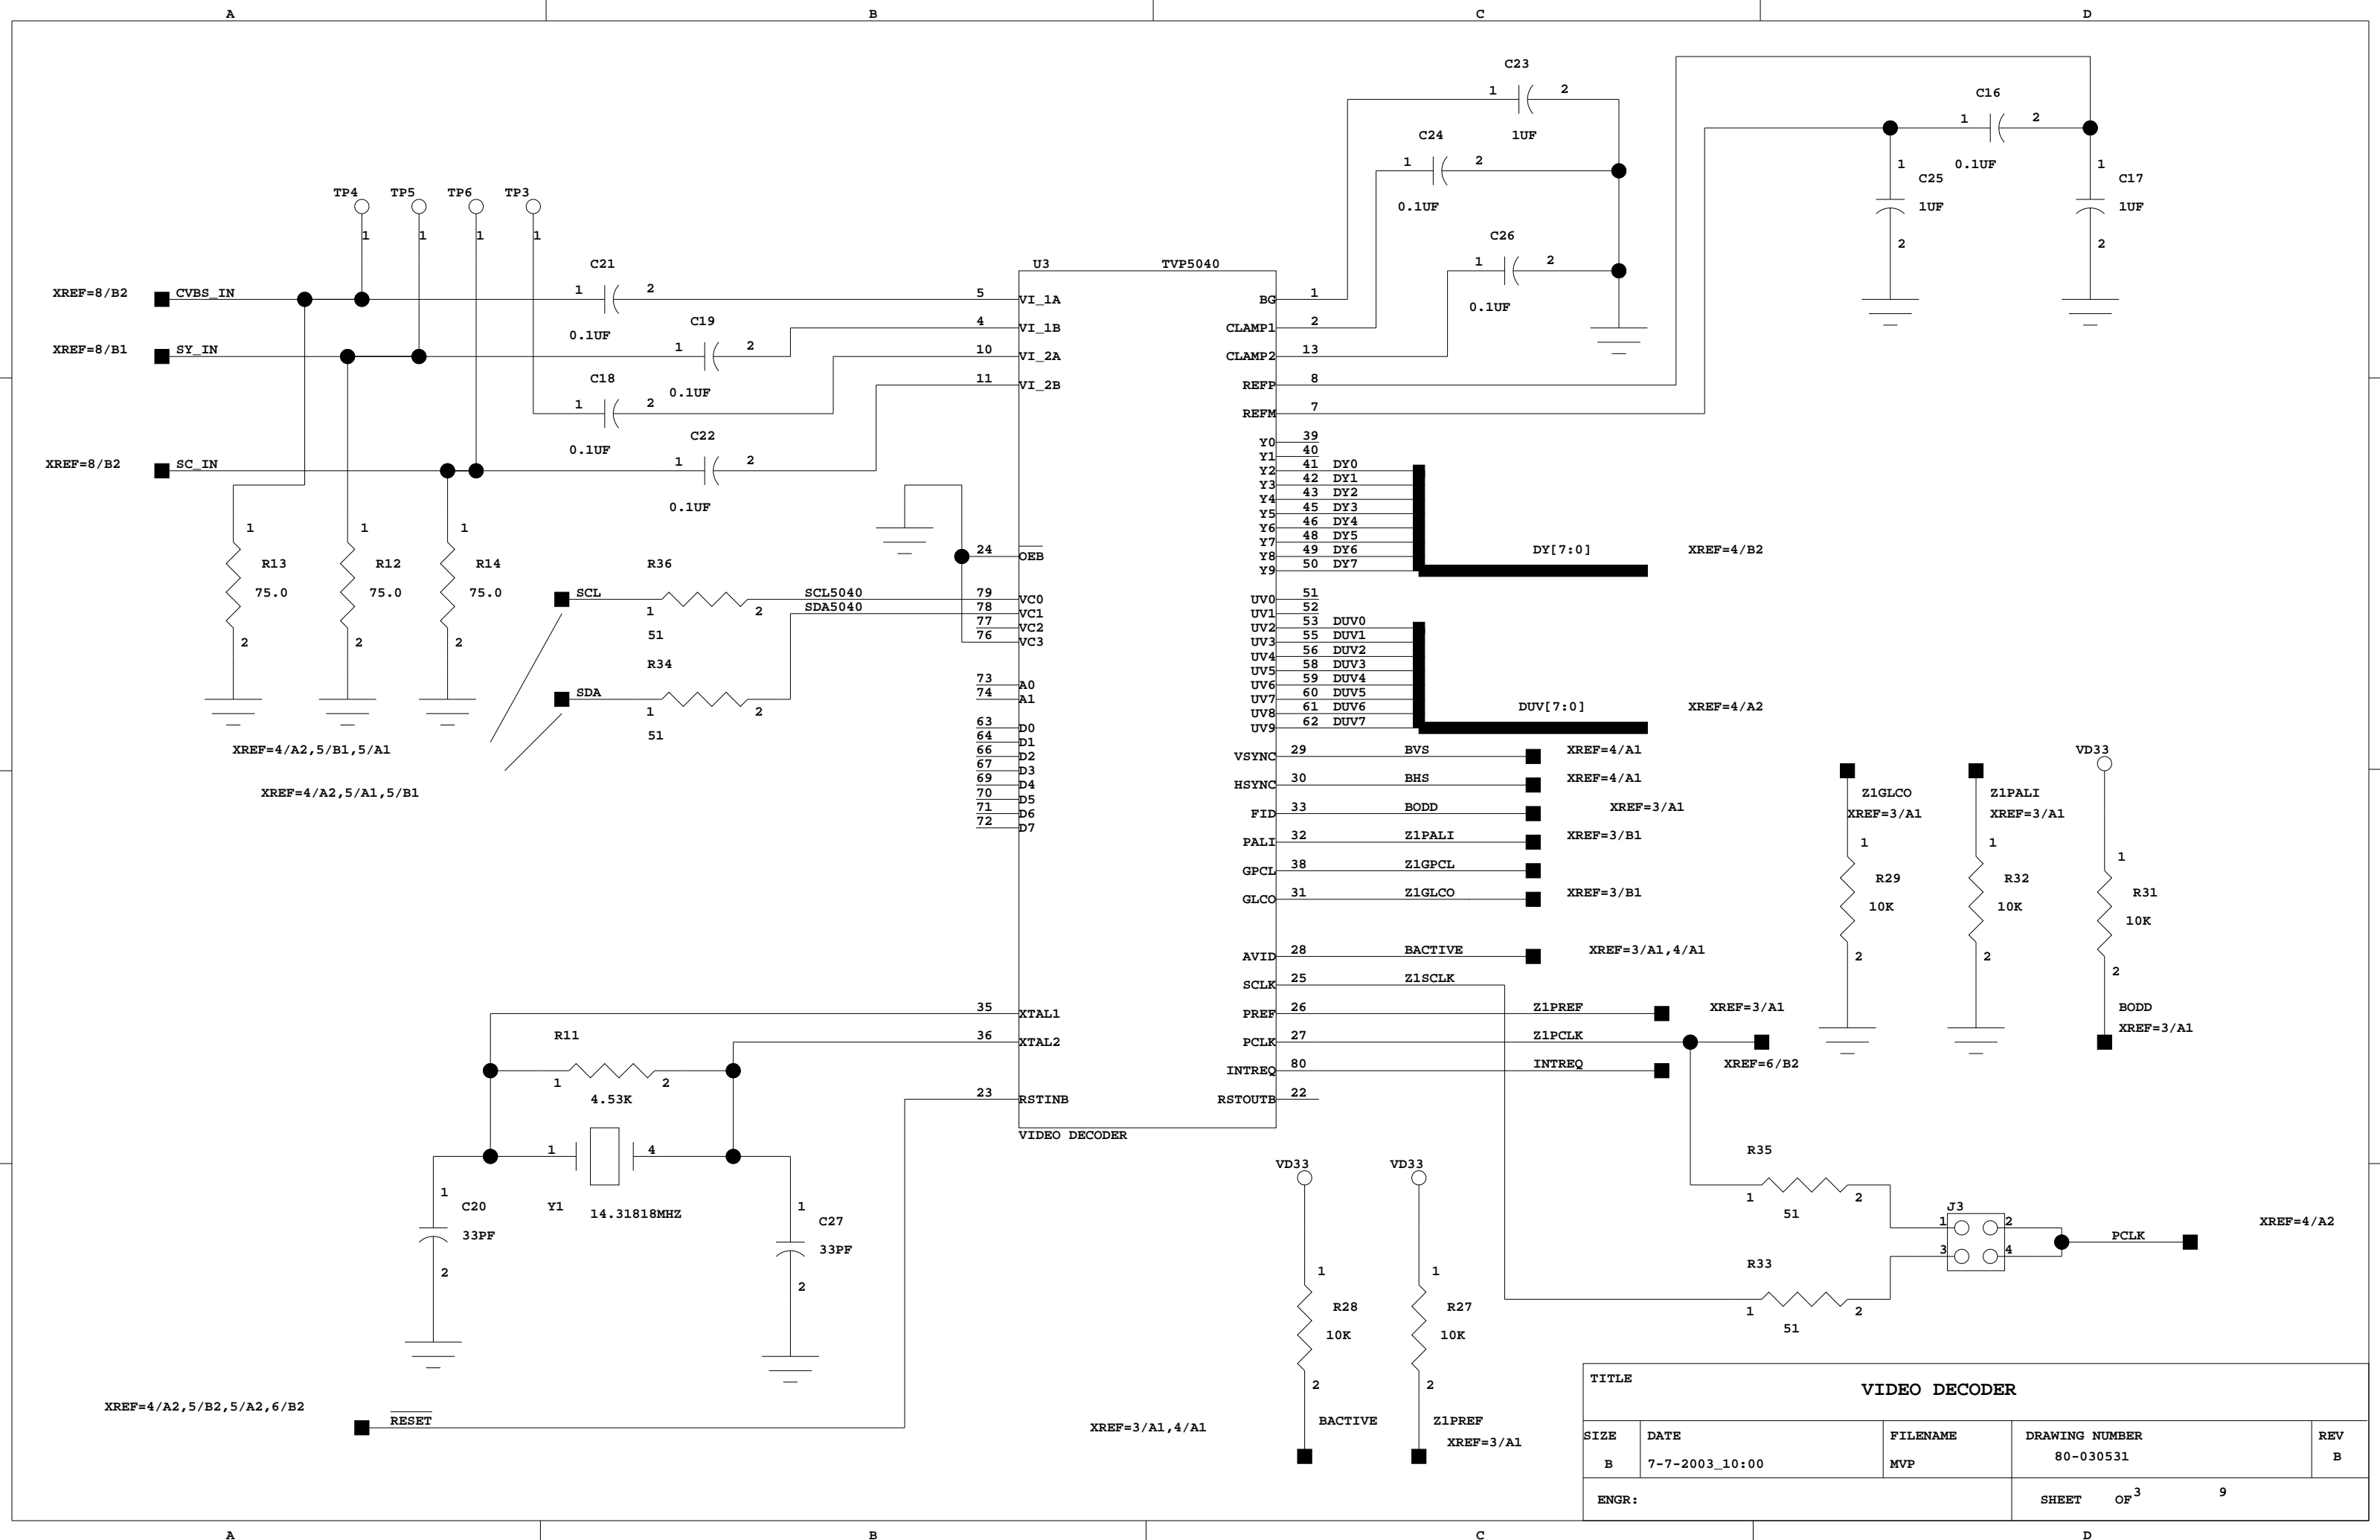 A B C D
C23
1 2
1UF
C24
1 2
0.1UF
C26
1 2
0.1UF
C16
1 2
0.1UF
1
C25
1UF
2
1
C17
1UF
2
TP4 TP5 TP6 TP3
1 1 1 1
XREF=8/B2 CVBS_IN
C21
1 2
0.1UF
XREF=8/B1 SY_IN
C19
1 2
0.1UF
C18
1 2
0.1UF
XREF=8/B2 SC_IN
C22
1 2
0.1UF
1
R13
75.0
2
1
R12
75.0
2
1
R14
75.0
2
U3 TVP5040
5 VI_1A
4 VI_1B
10 VI_2A
11 VI_2B
24 OEB
79 VC0
78 VC1
77 VC2
76 VC3
73 A0
74 A1
63 D0
64 D1
66 D2
67 D3
69 D4
70 D5
71 D6
72 D7
35 XTAL1
36 XTAL2
23 RSTINB
VIDEO DECODER
BG 1
CLAMP1 2
CLAMP2 13
REFP 8
REFM 7
Y0 39
Y1 40
Y2 41 DY0
Y3 42 DY1
Y4 43 DY2
Y5 45 DY3
Y6 46 DY4
Y7 48 DY5
Y8 49 DY6
Y9 50 DY7
DY[7:0] XREF=4/B2
UV0 51
UV1 52
UV2 53 DUV0
UV3 55 DUV1
UV4 56 DUV2
UV5 58 DUV3
UV6 59 DUV4
UV7 60 DUV5
UV8 61 DUV6
UV9 62 DUV7
DUV[7:0] XREF=4/A2
VSYNC 29 BVS XREF=4/A1
HSYNC 30 BHS XREF=4/A1
FID 33 BODD XREF=3/A1
PALI 32 Z1PALI XREF=3/B1
GPCL 38 Z1GPCL
GLCO 31 Z1GLCO XREF=3/B1
AVID 28 BACTIVE XREF=3/A1,4/A1
SCLK 25 Z1SCLK
PREF 26 Z1PREF XREF=3/A1
PCLK 27 Z1PCLK XREF=6/B2
INTREQ 80 INTREQ
RSTOUTB 22
R36
SCL 1 2 SCL5040
51
SDA5040
R34
SDA 1 2
51
XREF=4/A2,5/B1,5/A1
XREF=4/A2,5/A1,5/B1
R11
1 2
4.53K
1 4
Y1 14.31818MHZ
1
C20
33PF
2
1
C27
33PF
2
XREF=4/A2,5/B2,5/A2,6/B2
RESET
Z1GLCO
XREF=3/A1
1
R29
10K
2
Z1PALI
XREF=3/A1
1
R32
10K
2
VD33
1
R31
10K
2
BODD
XREF=3/A1
VD33
1
R28
10K
2
BACTIVE
XREF=3/A1,4/A1
VD33
1
R27
10K
2
Z1PREF
XREF=3/A1
R35
1 2
51
R33
1 2
51
J3
1 2
3 4
PCLK
XREF=4/A2
TITLE
VIDEO DECODER
SIZE DATE FILENAME DRAWING NUMBER REV
B 7-7-2003_10:00 MVP 80-030531 B
ENGR: SHEET OF 3 9
A B C D